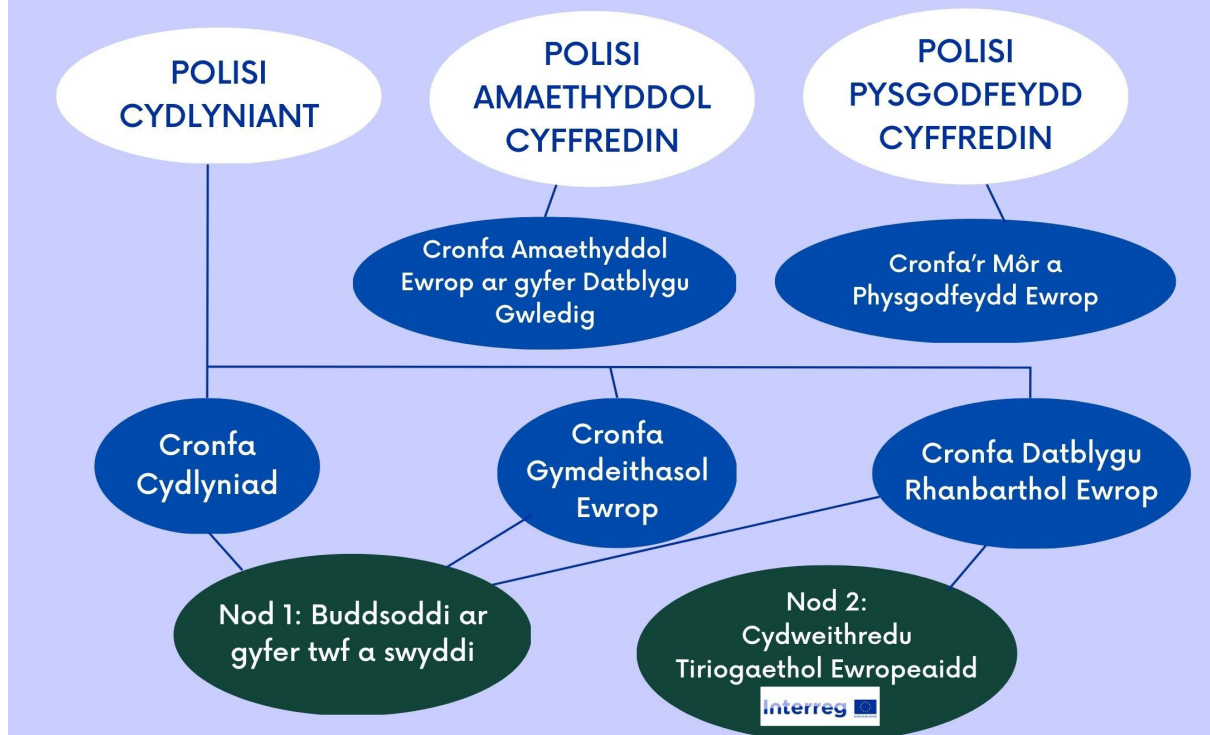 POLISI
CYDLYNIANT
POLISI
AMAETHYDDOL
CYFFREDIN
POLISI
PYSGODFEYDD
CYFFREDIN
Cronfa Amaethyddol
Ewrop ar gyfer Datblygu
Gwledig
Cronfa'r Môr a
Physgodfeydd Ewrop
Cronfa
Cydlyniad
Cronfa
Gymdeithasol
Ewrop
Cronfa Datblygu
Rhanbarthol Ewrop
Nod 1: Buddsoddi ar
gyfer twf a swyddi
Nod 2:
Cydweithredu
Tiriogaethol Ewropeaidd
Interreg